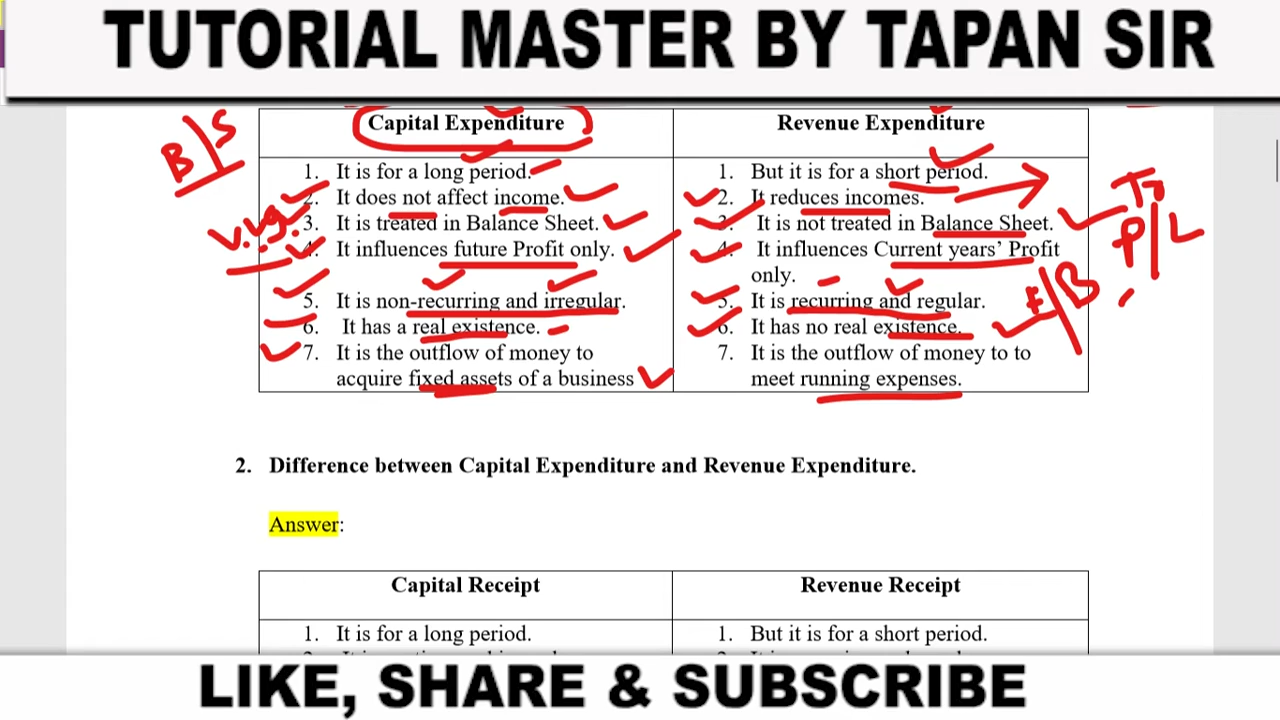 TUTORIAL MASTER BY TAPAN SIR
B/S
Capital Expenditure
Revenue Expenditure
1. It is for a long period.
2. It does not affect income.
3. It is treated in Balance Sheet.
4. It influences future Profit only.
5. It is non-recurring and irregular.
6. It has a real existence.
7. It is the outflow of money to
acquire fixed assets of a business
1. But it is for a short period.
2. It reduces incomes.
3. It is not treated in Balance Sheet.
4. It influences Current years' Profit
only.
5. It is recurring and regular.
6. It has no real existence.
7. It is the outflow of money to to
meet running expenses.
P/L
2. Difference between Capital Expenditure and Revenue Expenditure.
Answer:
Capital Receipt
Revenue Receipt
1. It is for a long period.
1. But it is for a short period.
LIKE, SHARE & SUBSCRIBE